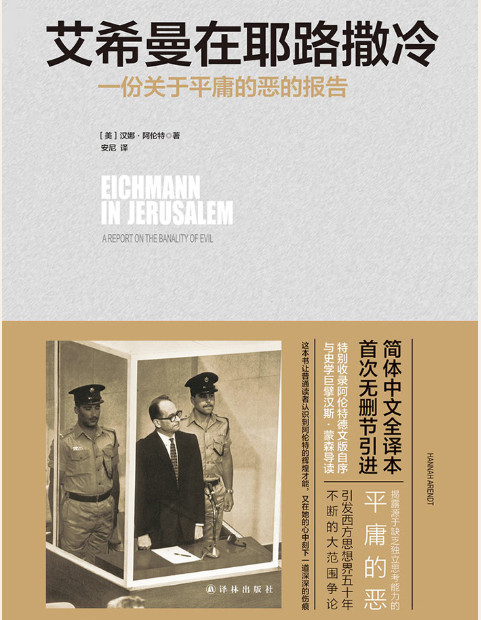 艾希曼在耶路撒冷
一份关于平庸的恶的报告
[美] 汉娜·阿伦特◇著
安尼 译
EICHMANN
IN JERUSALEM
A REPORT ON THE BANALITY OF EVIL
简体中文全译本
首次无删节引进
特别收录阿伦特德文版自序
与史学巨擘汉斯·蒙森导读
这本书让普通读者认识到阿伦特的辉煌才能，又在她的心中刻下一道深深的伤痕
HANNAH ARENDT
揭露源于缺乏独立思考能力的
平庸的恶
引发西方思想界五十年
不断的大范围争论
译林出版社